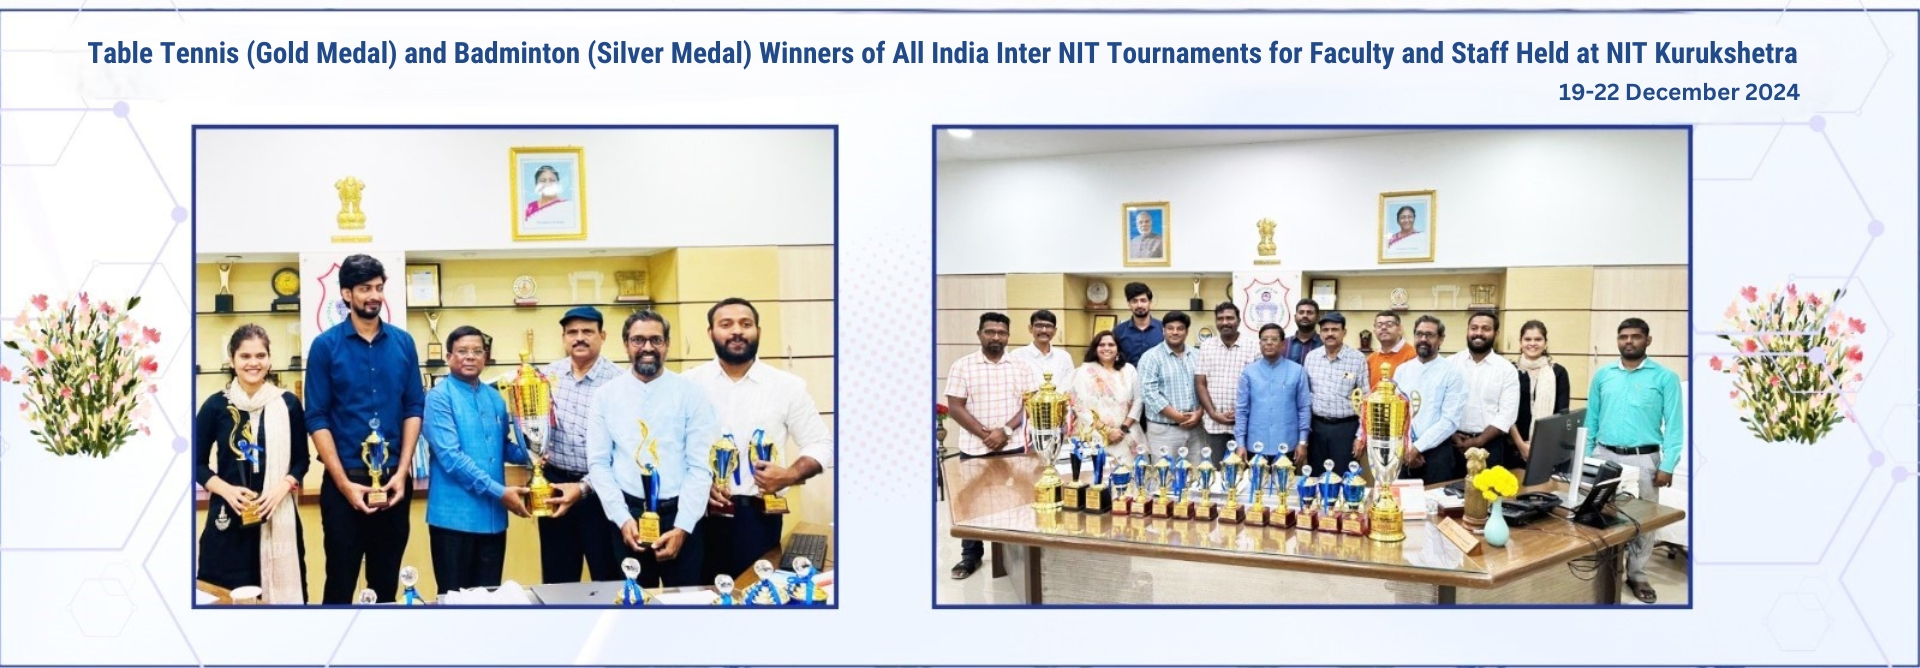 Table Tennis (Gold Medal) and Badminton (Silver Medal) Winners of All India Inter NIT Tournaments for Faculty and Staff Held at NIT Kurukshetra
19-22 December 2024